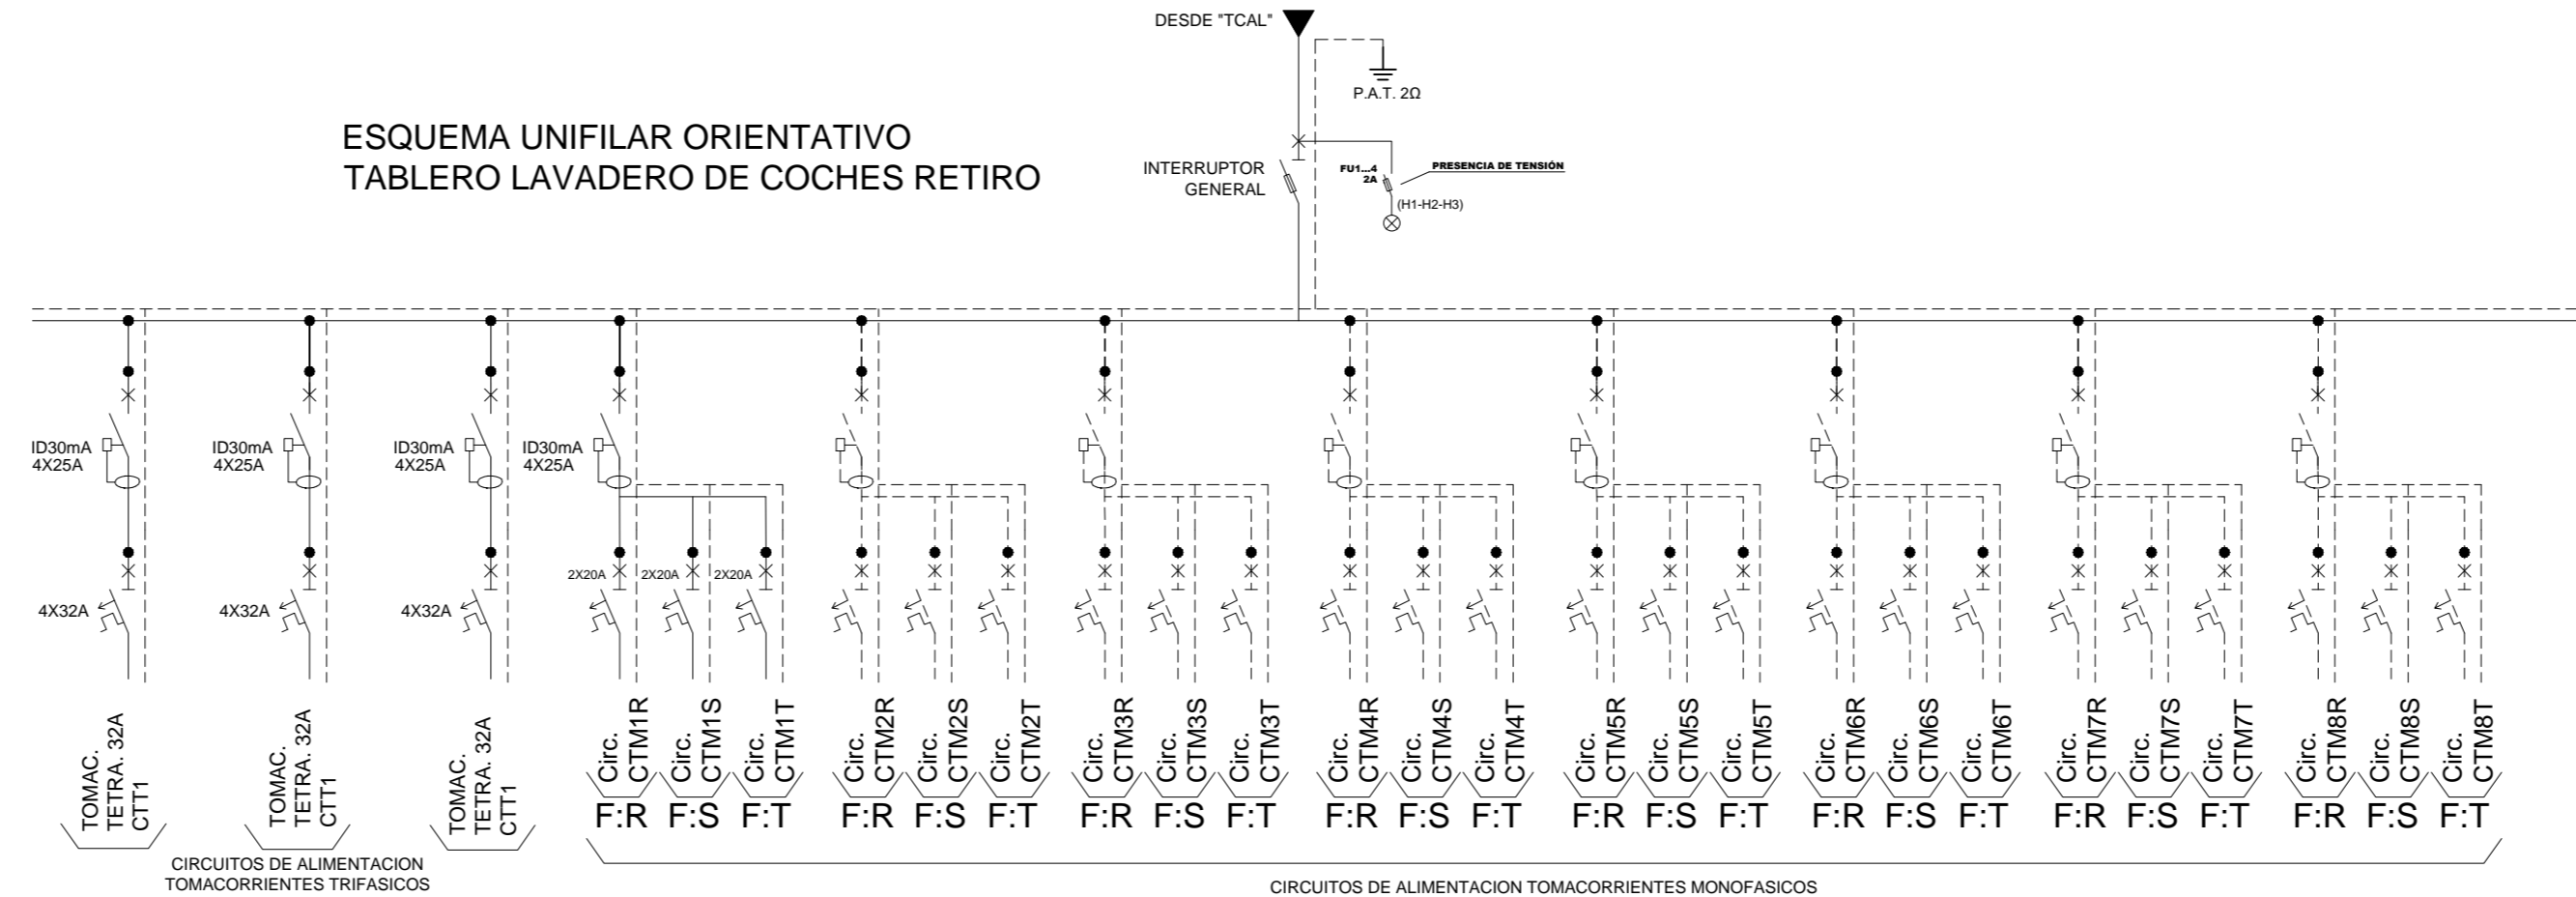 DESDE "TCAL"
P.A.T. 2Ω
ESQUEMA UNIFILAR ORIENTATIVO
TABLERO LAVADERO DE COCHES RETIRO
INTERRUPTOR
GENERAL
FU1...4
2A
PRESENCIA DE TENSIÓN
(H1-H2-H3)
ID30mA
4X25A
ID30mA
4X25A
ID30mA
4X25A
ID30mA
4X25A
2X20A
2X20A
2X20A
4X32A
4X32A
4X32A
TOMAC.
TETRA. 32A
CTT1
TOMAC.
TETRA. 32A
CTT1
TOMAC.
TETRA. 32A
CTT1
Circ.
CTM1R
Circ.
CTM1S
Circ.
CTM1T
Circ.
CTM2R
Circ.
CTM2S
Circ.
CTM2T
Circ.
CTM3R
Circ.
CTM3S
Circ.
CTM3T
Circ.
CTM4R
Circ.
CTM4S
Circ.
CTM4T
Circ.
CTM5R
Circ.
CTM5S
Circ.
CTM5T
Circ.
CTM6R
Circ.
CTM6S
Circ.
CTM6T
Circ.
CTM7R
Circ.
CTM7S
Circ.
CTM7T
Circ.
CTM8R
Circ.
CTM8S
Circ.
CTM8T
F:R F:S F:T F:R F:S F:T F:R F:S F:T F:R F:S F:T F:R F:S F:T F:R F:S F:T F:R F:S F:T F:R F:S F:T
CIRCUITOS DE ALIMENTACION
TOMACORRIENTES TRIFASICOS
CIRCUITOS DE ALIMENTACION TOMACORRIENTES MONOFASICOS